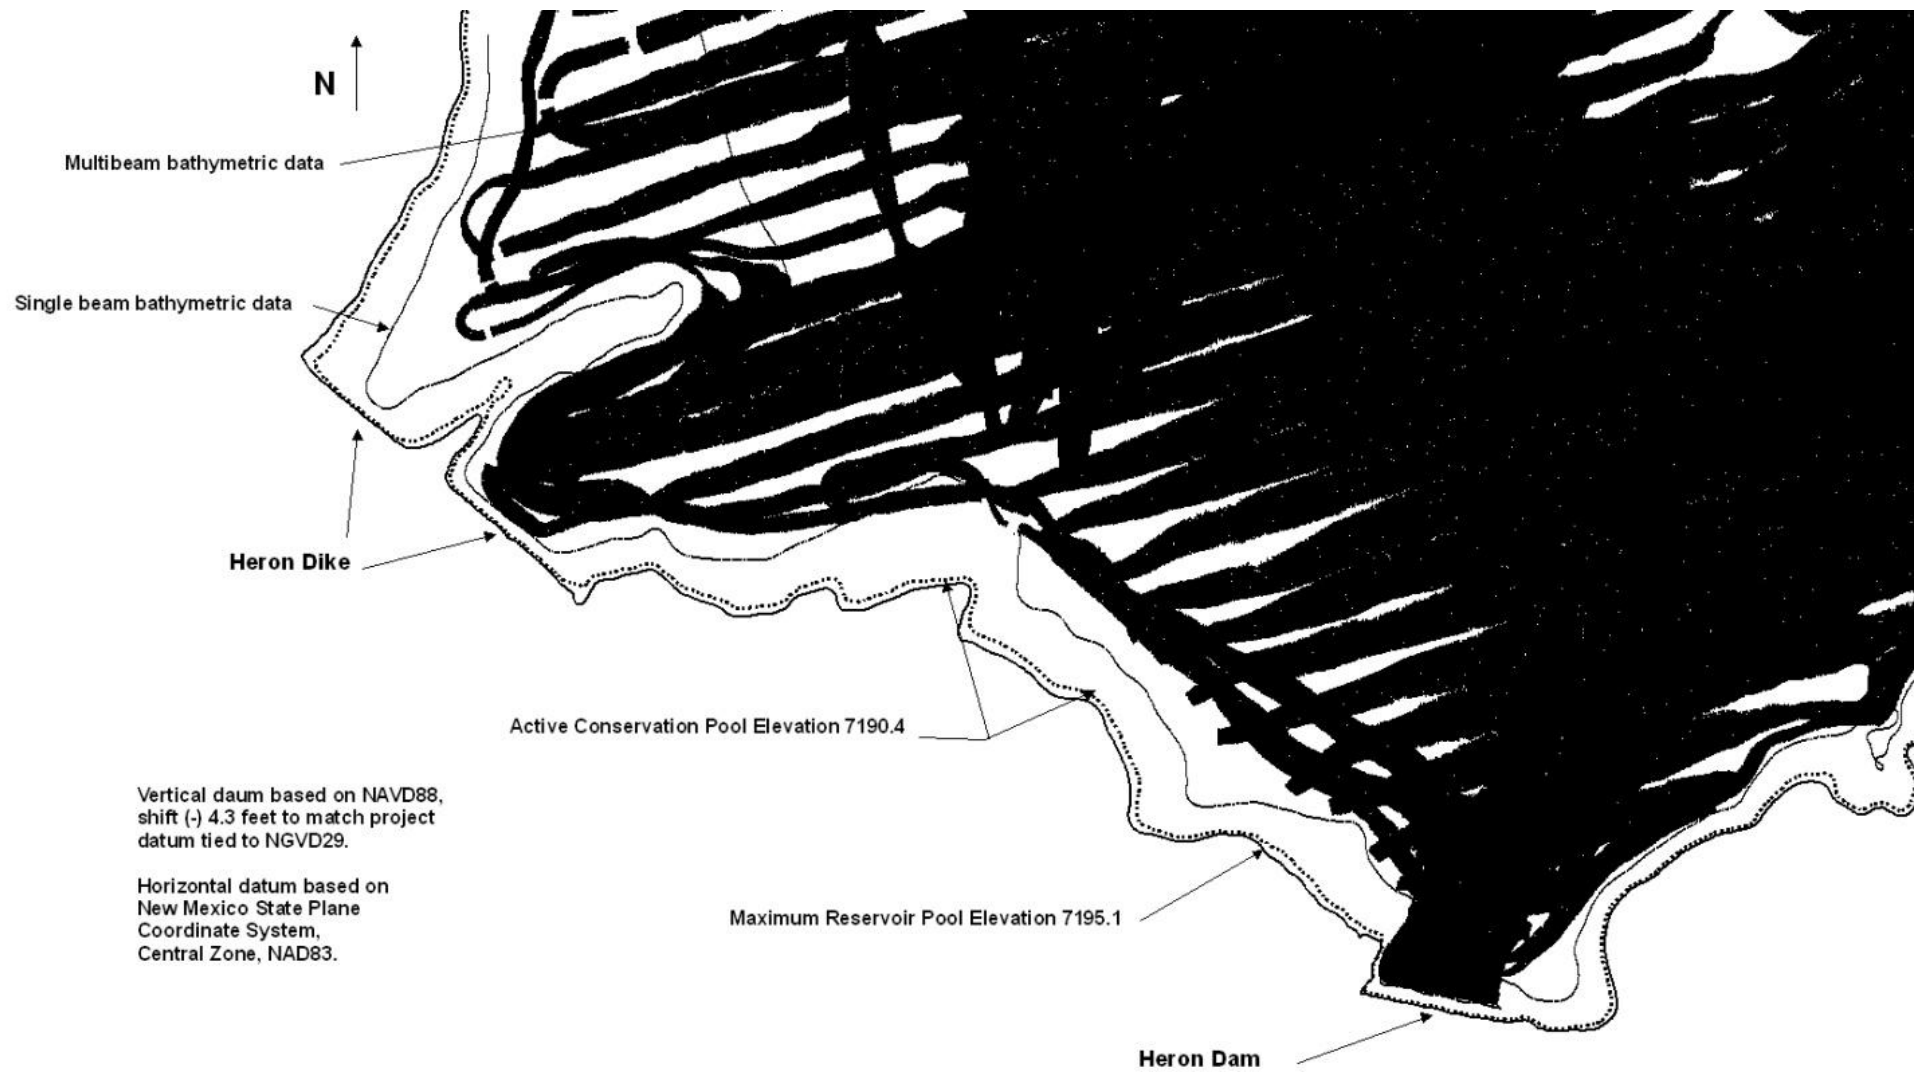 N
Multibeam bathymetric data
Single beam bathymetric data
Heron Dike
Active Conservation Pool Elevation 7190.4
Vertical daum based on NAVD88,
shift (-) 4.3 feet to match project
datum tied to NGVD29.
Horizontal datum based on
New Mexico State Plane
Coordinate System,
Central Zone, NAD83.
Maximum Reservoir Pool Elevation 7195.1
Heron Dam